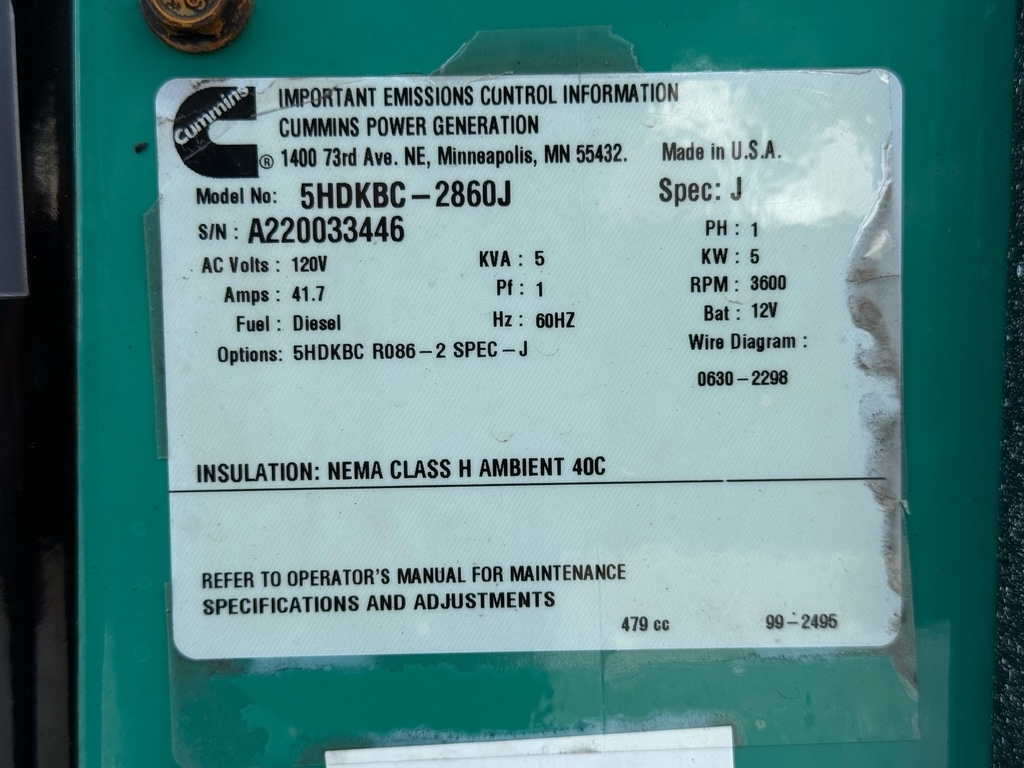 Cummins
IMPORTANT EMISSIONS CONTROL INFORMATION
CUMMINS POWER GENERATION
® 1400 73rd Ave. NE, Minneapolis, MN 55432. Made in U.S.A.
Model No: 5HDKBC-2860J Spec: J
S/N : A220033446 PH : 1
AC Volts : 120V KVA : 5 KW : 5
Amps : 41.7 Pf : 1 RPM : 3600
Fuel : Diesel Hz : 60HZ Bat : 12V
Options: 5HDKBC R086-2 SPEC-J Wire Diagram :
0630-2298
INSULATION: NEMA CLASS H AMBIENT 40C
REFER TO OPERATOR'S MANUAL FOR MAINTENANCE
SPECIFICATIONS AND ADJUSTMENTS
479 cc 99-2495